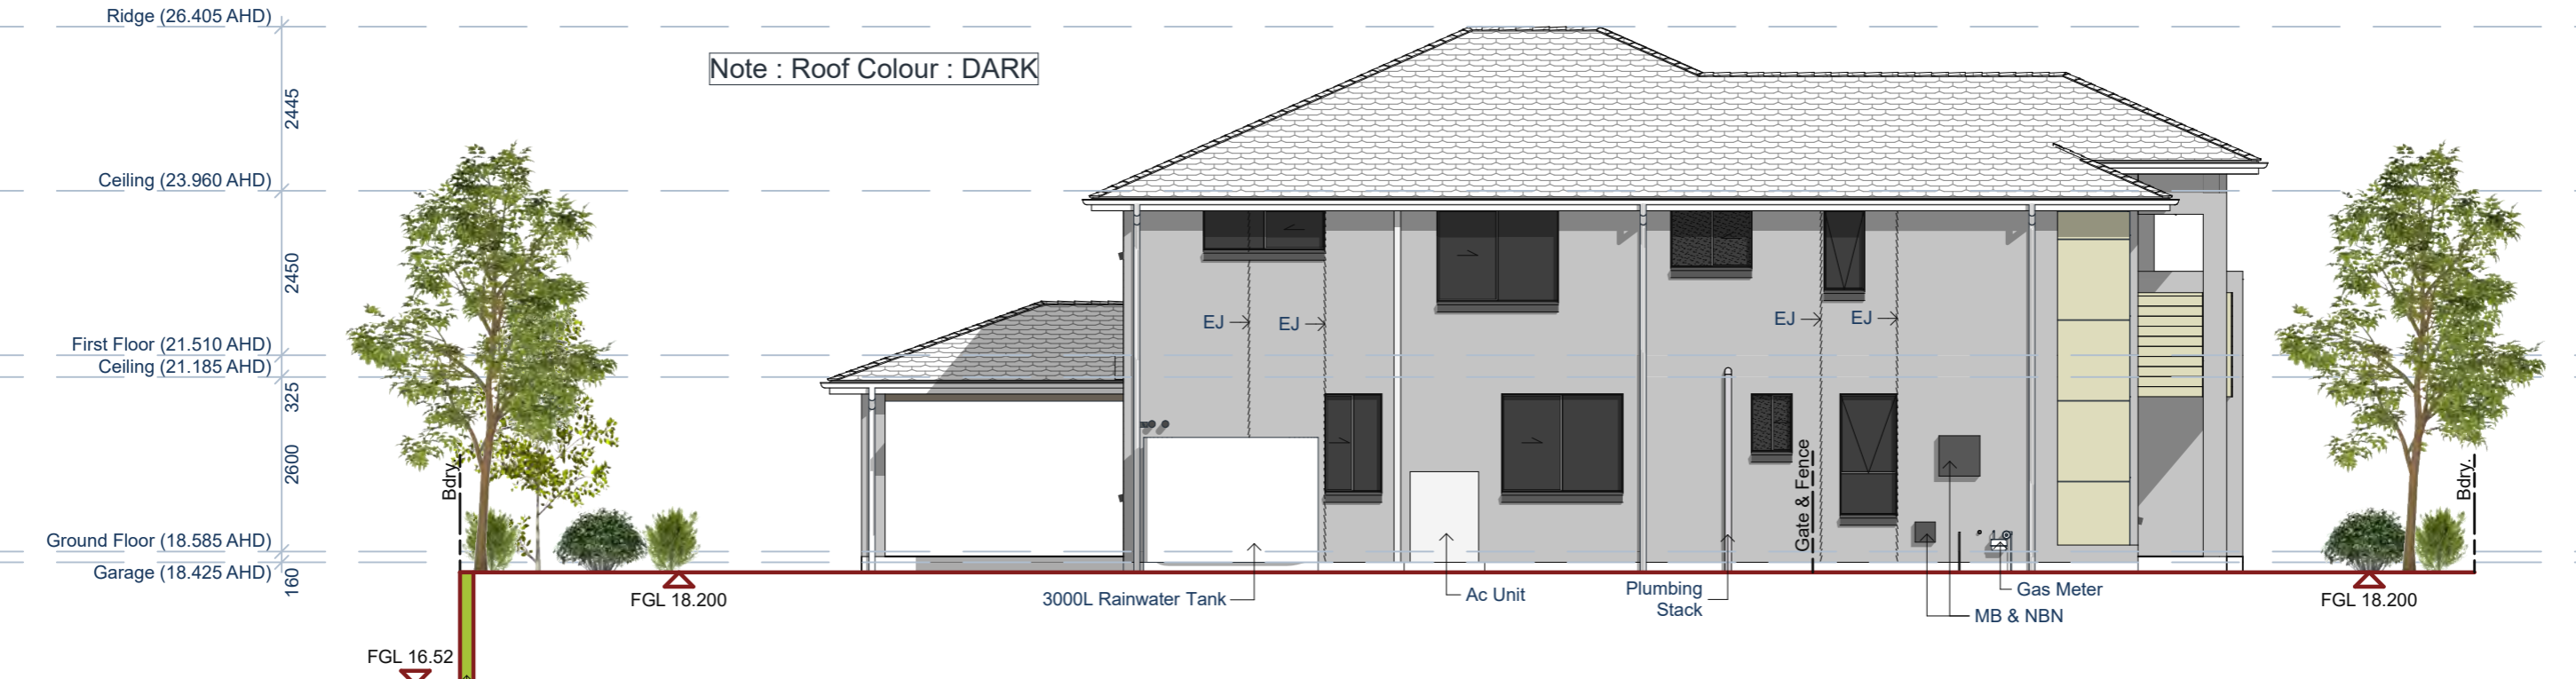 Ridge (26.405 AHD)
Note : Roof Colour : DARK
2445
Ceiling (23.960 AHD)
2450
First Floor (21.510 AHD)
Ceiling (21.185 AHD)
325
2600
Ground Floor (18.585 AHD)
Garage (18.425 AHD)
160
Bdry.
EJ
EJ
EJ
EJ
Gate & Fence
Bdry.
FGL 18.200
3000L Rainwater Tank
Ac Unit
Plumbing
Stack
Gas Meter
MB & NBN
FGL 18.200
FGL 16.52